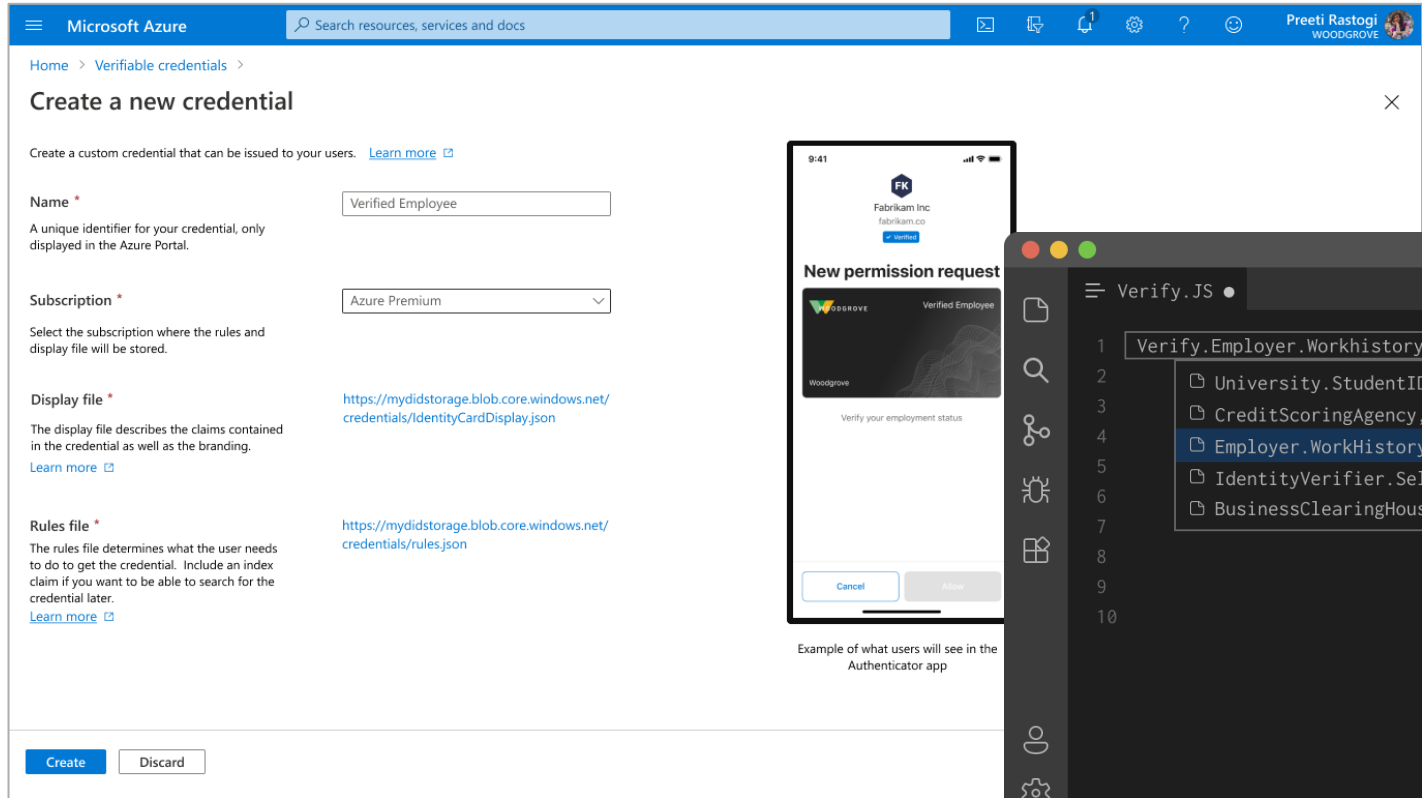 Microsoft Azure
Search resources, services and docs
1
Preeti Rastogi
WOODGROVE
Home > Verifiable credentials >
Create a new credential
Create a custom credential that can be issued to your users. Learn more
Name *
Verified Employee
A unique identifier for your credential, only
displayed in the Azure Portal.
Subscription *
Azure Premium
Select the subscription where the rules and
display file will be stored.
Display file *
https://mydidstorage.blob.core.windows.net/
credentials/IdentityCardDisplay.json
The display file describes the claims contained
in the credential as well as the branding.
Learn more
Rules file *
https://mydidstorage.blob.core.windows.net/
credentials/rules.json
The rules file determines what the user needs
to do to get the credential. Include an index
claim if you want to be able to search for the
credential later.
Learn more
Create
Discard
9:41
FK
Fabrikam Inc
fabrikam.co
Verified
New permission request
WOODGROVE
Verified Employee
Woodgrove
Verify your employment status
Cancel
Allow
Example of what users will see in the
Authenticator app
Verify.JS
1 Verify.Employer.Workhistory
2 University.StudentID
3 CreditScoringAgency,
4 Employer.WorkHistory
5 IdentityVerifier.Sel
6 BusinessClearingHous
7
8
9
10